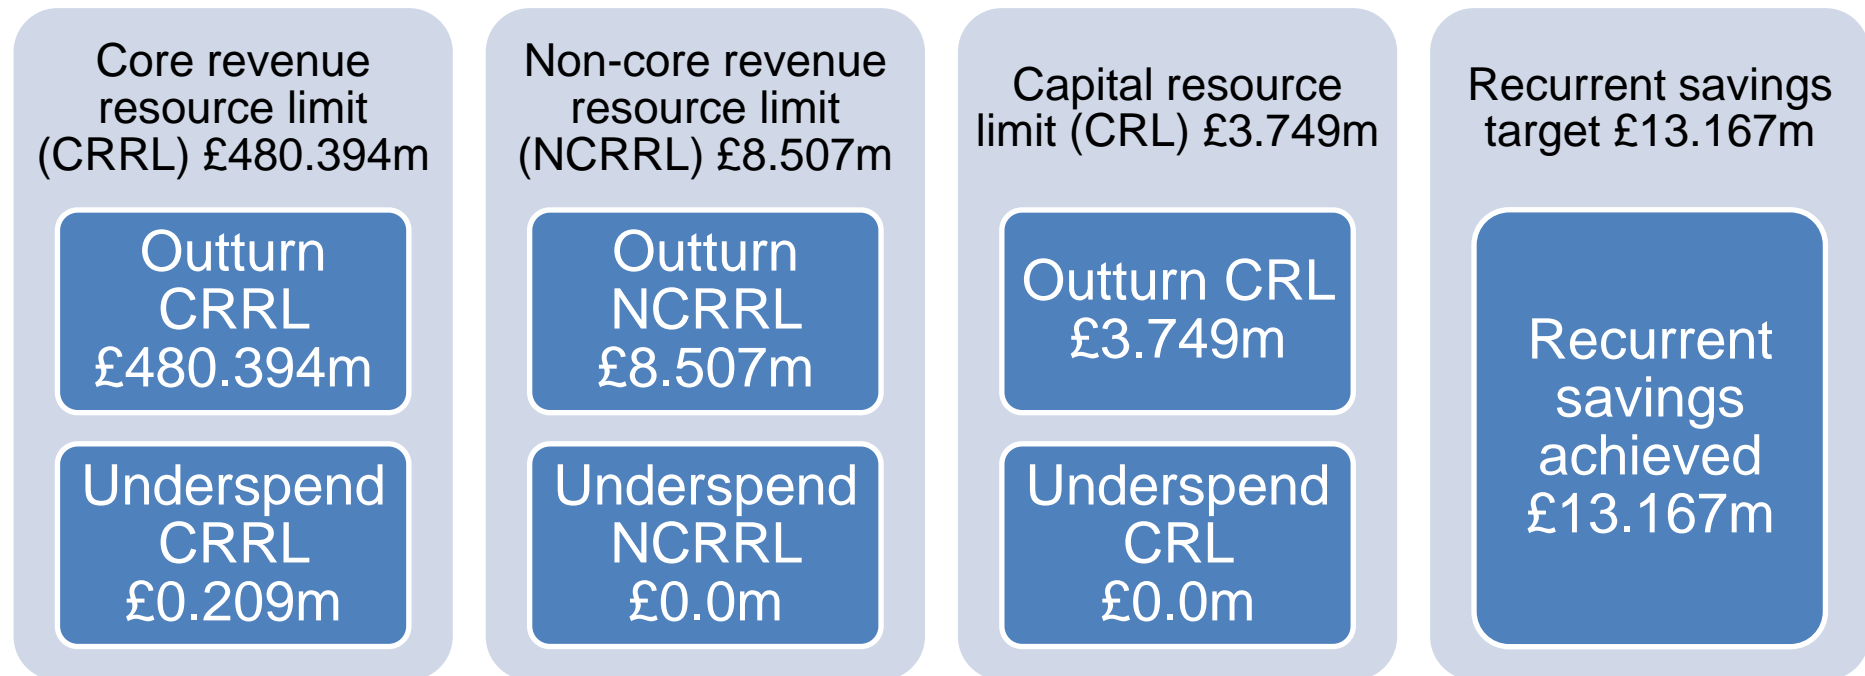 Core revenue
resource limit
(CRRL) £480.394m
Outturn
CRRL
£480.394m
Underspend
CRRL
£0.209m
Non-core revenue
resource limit
(NCRRL) £8.507m
Outturn
NCRRL
£8.507m
Underspend
NCRRL
£0.0m
Capital resource
limit (CRL) £3.749m
Outturn CRL
£3.749m
Underspend
CRL
£0.0m
Recurrent savings
target £13.167m
Recurrent
savings
achieved
£13.167m